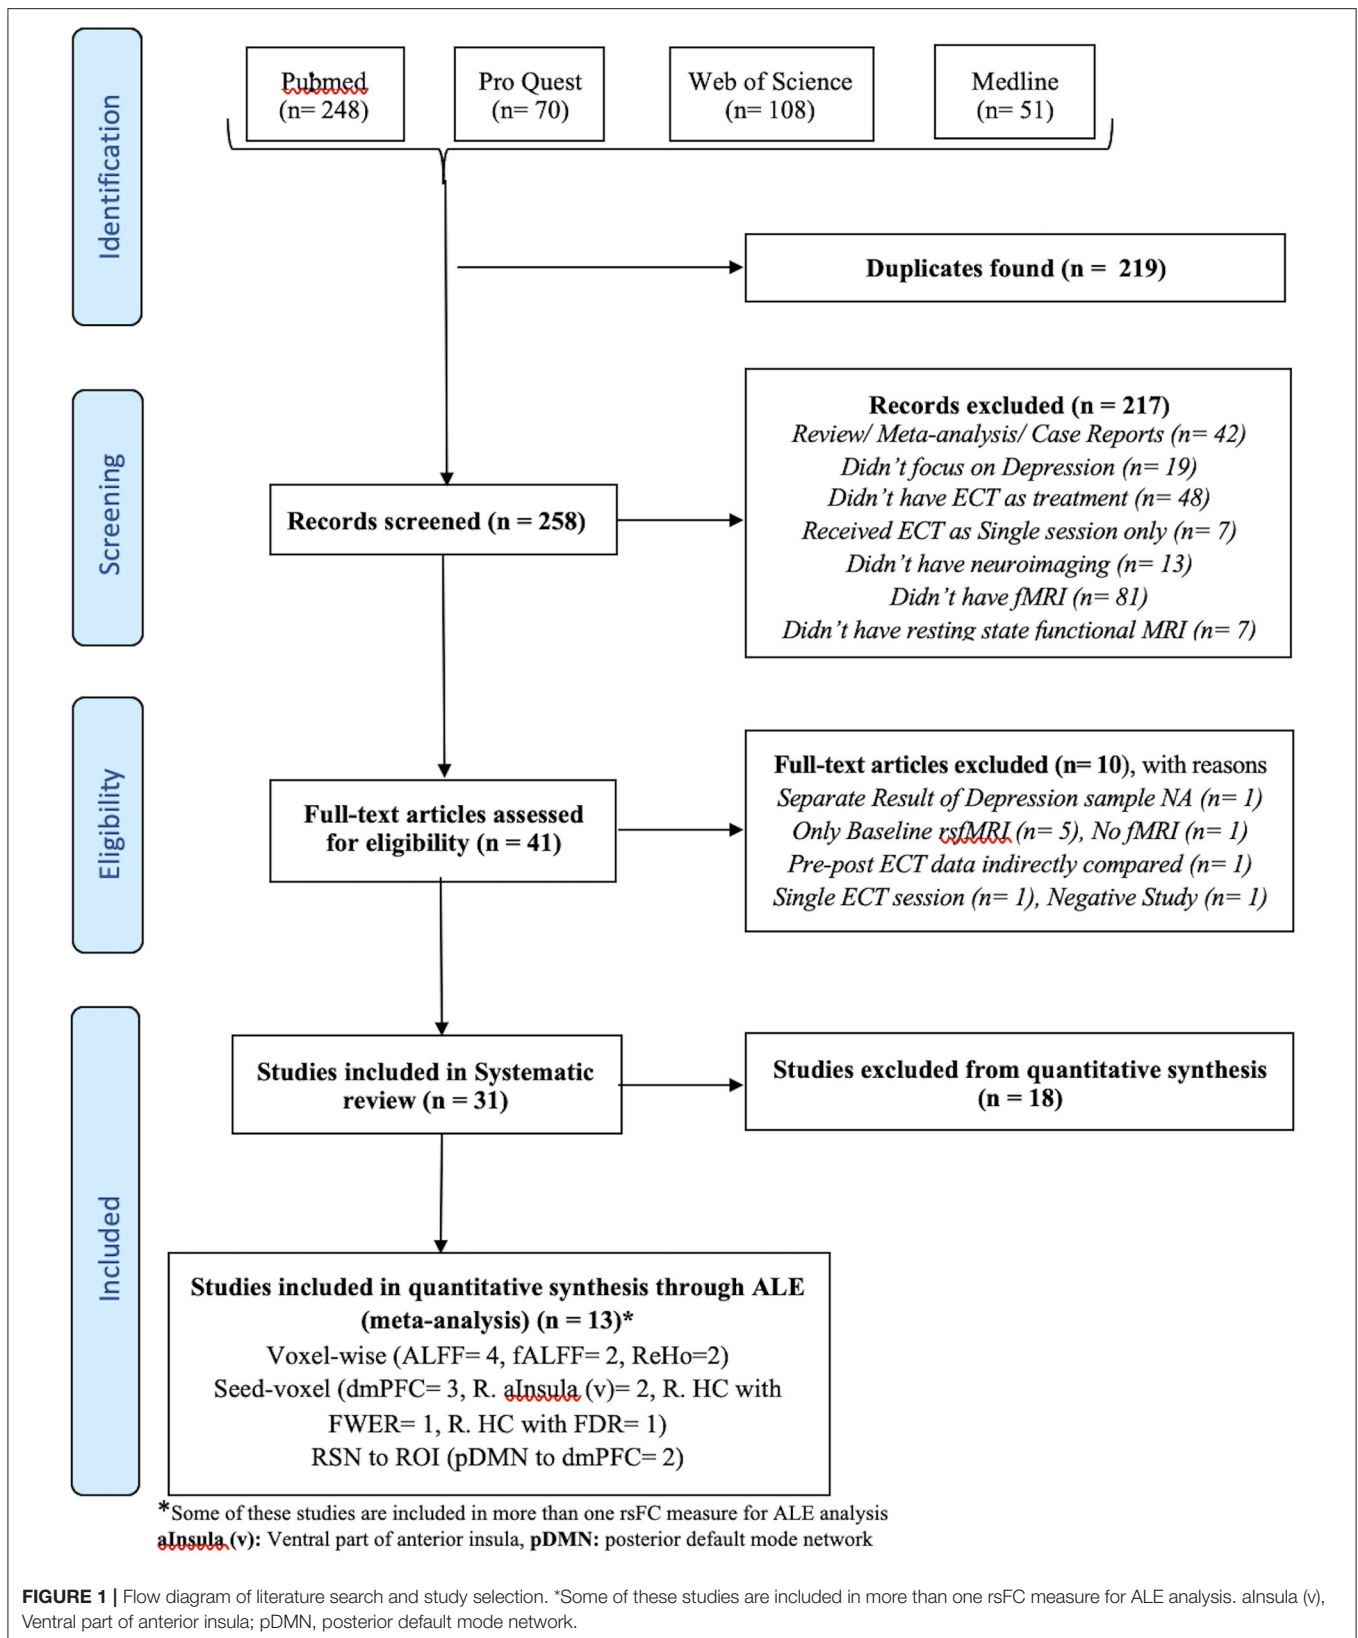 Identification
Pubmed
(n= 248)
Pro Quest
(n= 70)
Web of Science
(n= 108)
Medline
(n= 51)
Duplicates found (n =  219)
Screening
Records screened (n = 258)
Records excluded (n = 217)
Review/ Meta-analysis/ Case Reports (n= 42)
Didn’t focus on Depression (n= 19)
Didn’t have ECT as treatment (n= 48)
Received ECT as Single session only (n= 7)
Didn’t have neuroimaging (n= 13)
Didn’t have fMRI (n= 81)
Didn’t have resting state functional MRI (n= 7)
Eligibility
Full-text articles assessed
for eligibility (n = 41)
Full-text articles excluded (n= 10), with reasons
Separate Result of Depression sample NA (n= 1)
Only Baseline rsfMRI (n= 5), No fMRI (n= 1)
Pre-post ECT data indirectly compared (n= 1)
Single ECT session (n= 1), Negative Study (n= 1)
Included
Studies included in Systematic
review (n = 31)
Studies excluded from quantitative synthesis
(n = 18)
Studies included in quantitative synthesis through ALE
(meta-analysis) (n = 13)*
Voxel-wise (ALFF= 4, fALFF= 2, ReHo=2)
Seed-voxel (dmPFC= 3, R. aInsula (v)= 2, R. HC with
FWER= 1, R. HC with FDR= 1)
RSN to ROI (pDMN to dmPFC= 2)
*Some of these studies are included in more than one rsFC measure for ALE analysis
aInsula (v): Ventral part of anterior insula, pDMN: posterior default mode network
FIGURE 1 | Flow diagram of literature search and study selection. *Some of these studies are included in more than one rsFC measure for ALE analysis. aInsula (v),
Ventral part of anterior insula; pDMN, posterior default mode network.